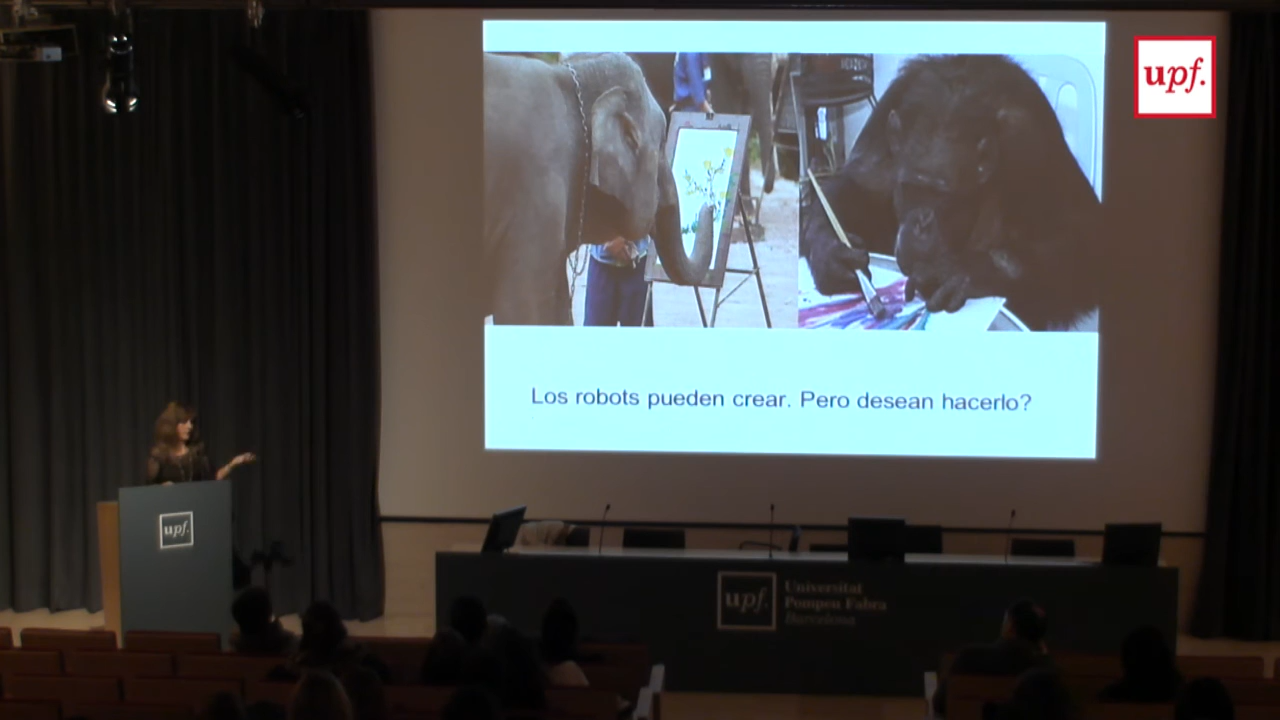 upf.
Los robots pueden crear. Pero desean hacerlo?
upf.
upf.
Universitat
Pompeu Fabra
Barcelona